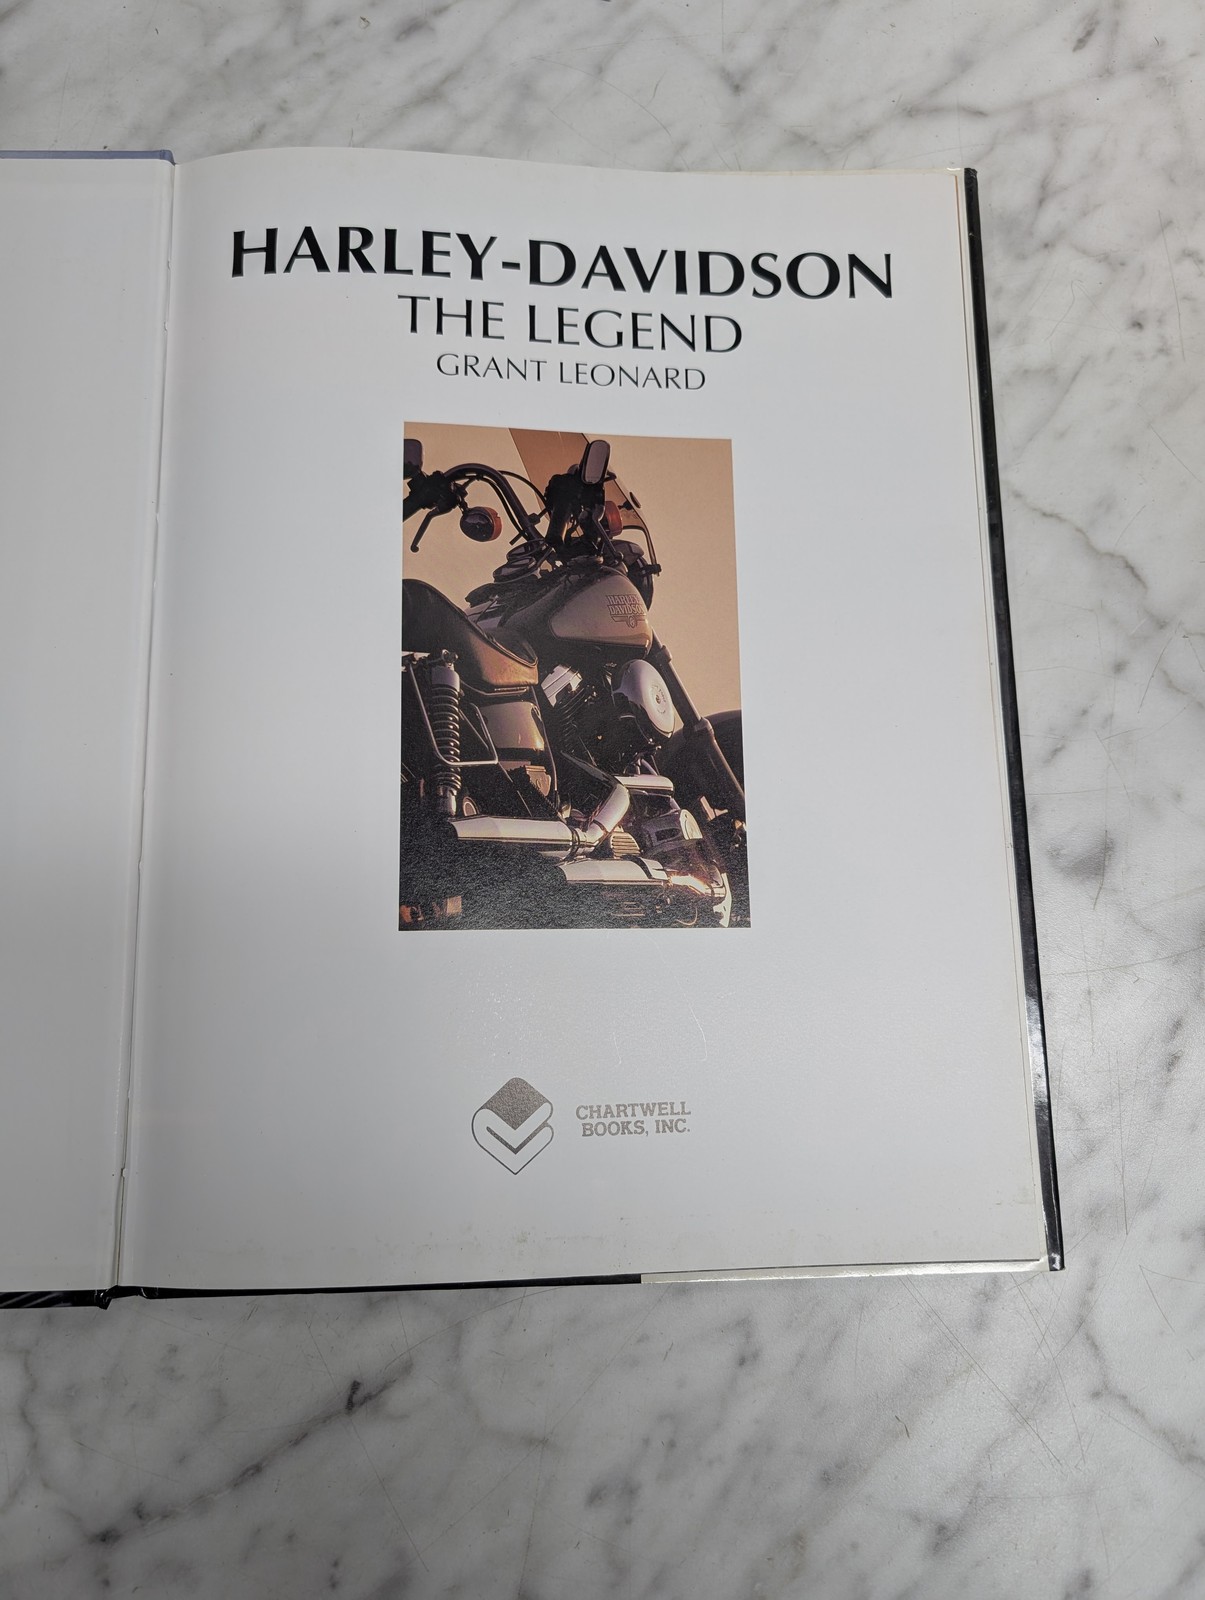 HARLEY-DAVIDSON
THE LEGEND
GRANT LEONARD
HARLEY-
DAVIDSON
CHARTWELL
BOOKS, INC.